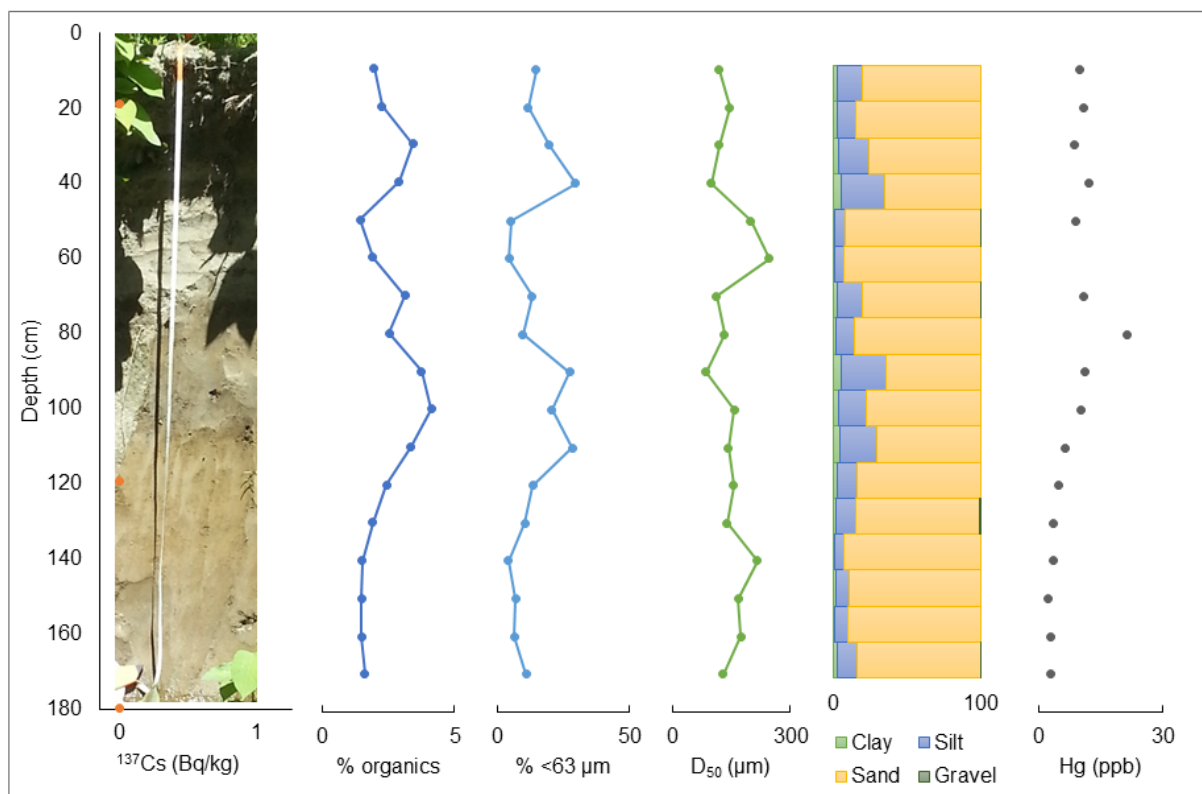 0
20
40
60
80
100
120
140
160
180
Depth (cm)
0 1
¹³⁷Cs (Bq/kg)
0 5
% organics
0 50
% <63 µm
0 300
D₅₀ (µm)
0 100
Clay Silt
Sand Gravel
0 30
Hg (ppb)